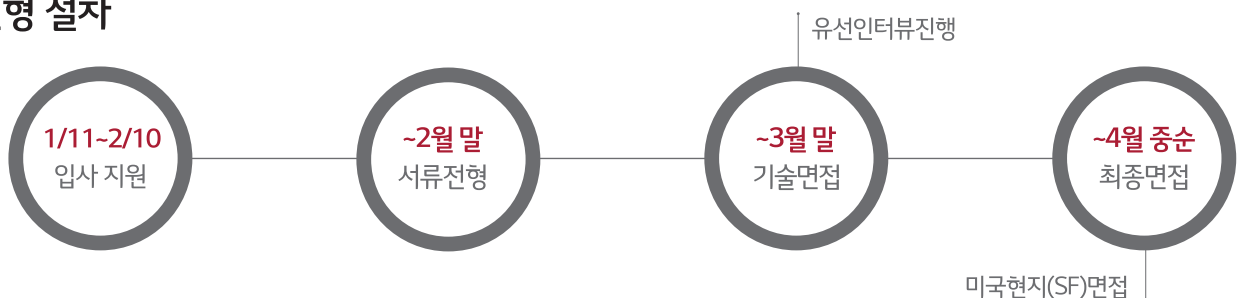 형 절차
유선인터뷰진행
1/11~2/10
입사 지원
~2월 말
서류전형
~3월 말
기술면접
~4월 중순
최종면접
미국현지(SF)면접